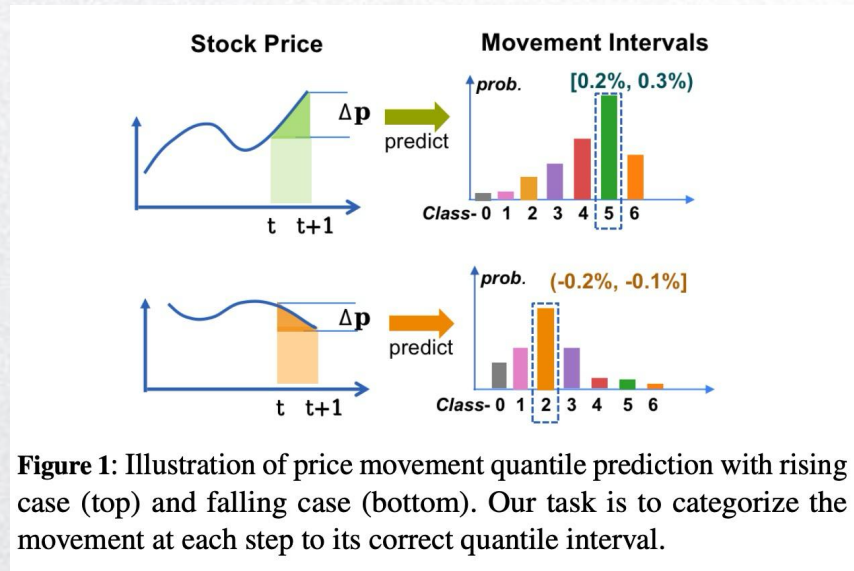 Stock Price
Movement Intervals
Δp
predict
prob.
[0.2%, 0.3%)
Class- 0 1 2 3 4 5 6
t t+1
Δp
predict
prob.
(-0.2%, -0.1%]
Class- 0 1 2 3 4 5 6
t t+1
Figure 1: Illustration of price movement quantile prediction with rising
case (top) and falling case (bottom). Our task is to categorize the
movement at each step to its correct quantile interval.